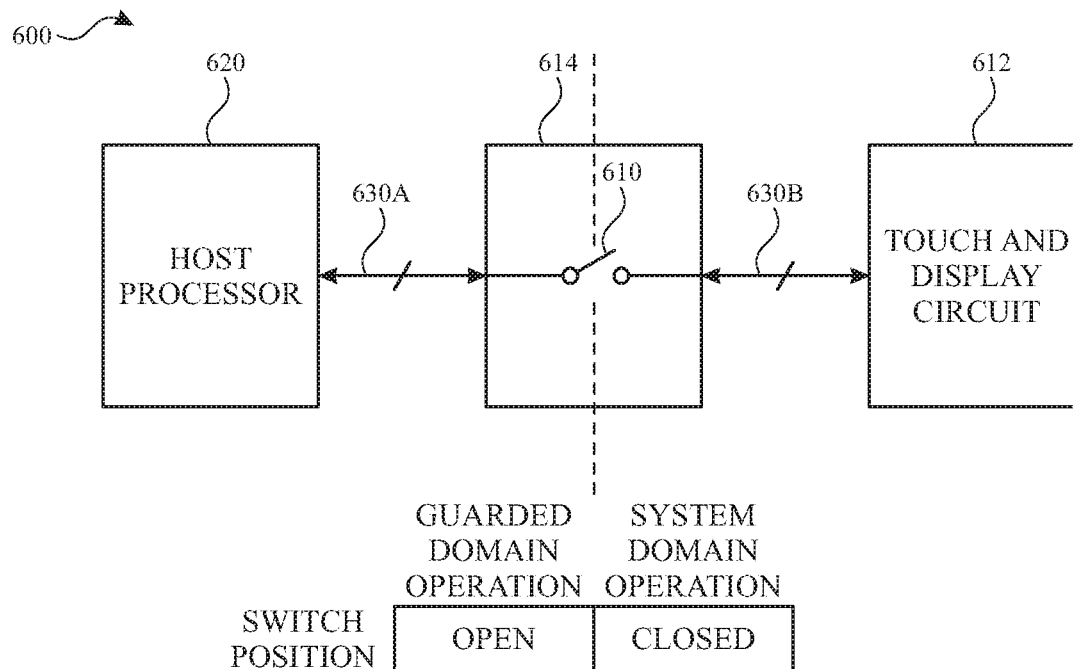 600
620
614
612
630A
610
630B
HOST
PROCESSOR
TOUCH AND
DISPLAY
CIRCUIT
GUARDED
DOMAIN
OPERATION
SYSTEM
DOMAIN
OPERATION
SWITCH
POSITION
OPEN
CLOSED